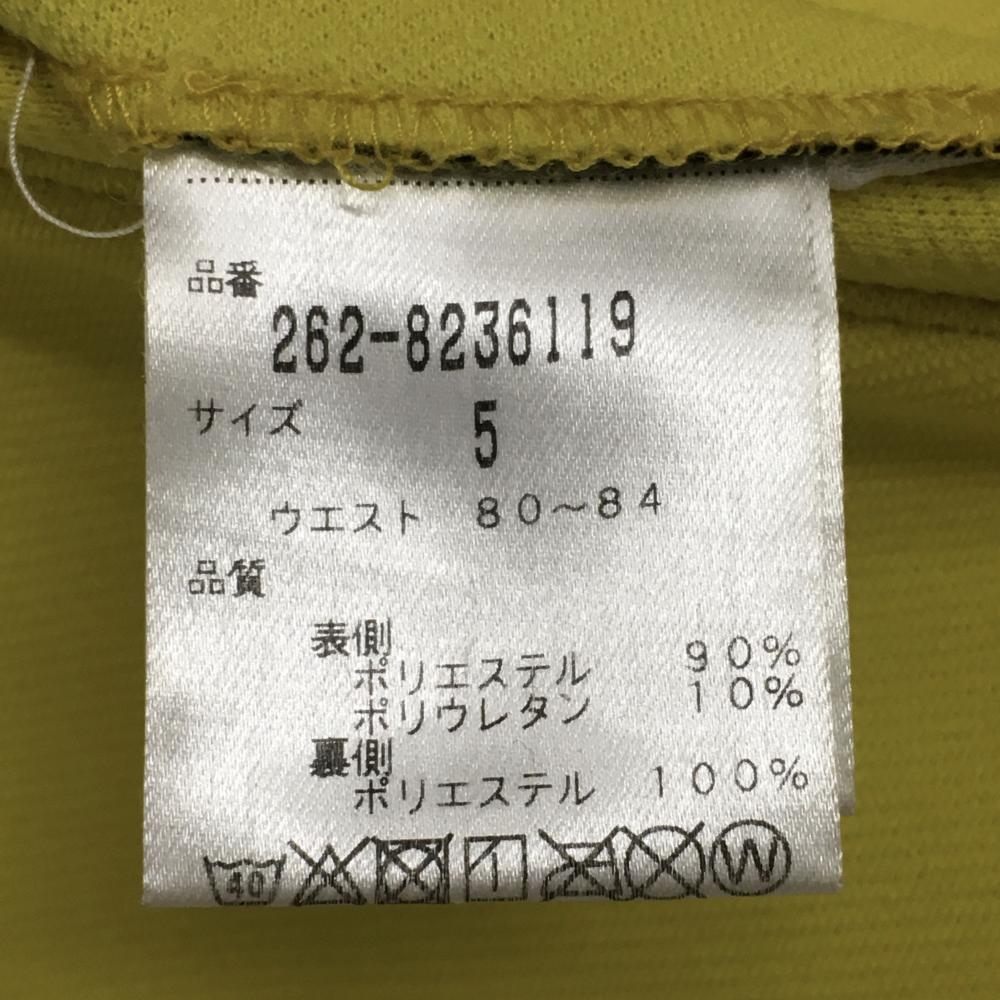 品番
262-8236119
サイズ 5
ウエスト 80～84
品質
表側
ポリエステル 90%
ポリウレタン 10%
裏側
ポリエステル 100%
40 W